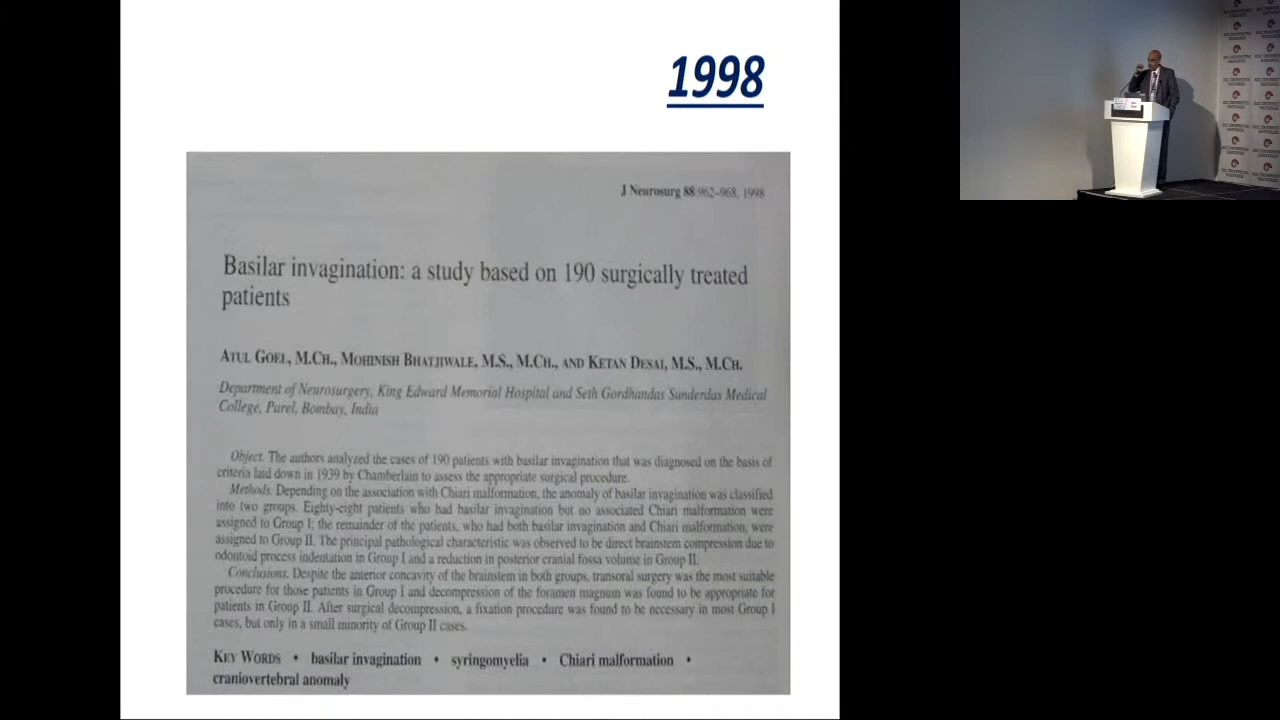 1998
J Neurosurg 88:962–968, 1998
Basilar invagination: a study based on 190 surgically treated
patients
ATUL GOEL, M.CH., MOHINISH BHATJIWALE, M.S., M.CH., AND KETAN DESAI, M.S., M.CH.
Department of Neurosurgery, King Edward Memorial Hospital and Seth Gordhandas Sunderdas Medical
College, Parel, Bombay, India
Object. The authors analyzed the cases of 190 patients with basilar invagination that was diagnosed on the basis of
criteria laid down in 1939 by Chamberlain to assess the appropriate surgical procedure.
Methods. Depending on the association with Chiari malformation, the anomaly of basilar invagination was classified
into two groups. Eighty-eight patients who had basilar invagination but no associated Chiari malformation were
assigned to Group I; the remainder of the patients, who had both basilar invagination and Chiari malformation, were
assigned to Group II. The principal pathological characteristic was observed to be direct brainstem compression due to
odontoid process indentation in Group I and a reduction in posterior cranial fossa volume in Group II.
Conclusions. Despite the anterior concavity of the brainstem in both groups, transoral surgery was the most suitable
procedure for those patients in Group I and decompression of the foramen magnum was found to be appropriate for
patients in Group II. After surgical decompression, a fixation procedure was found to be necessary in most Group I
cases, but only in a small minority of Group II cases.
KEY WORDS • basilar invagination • syringomyelia • Chiari malformation •
craniovertebral anomaly